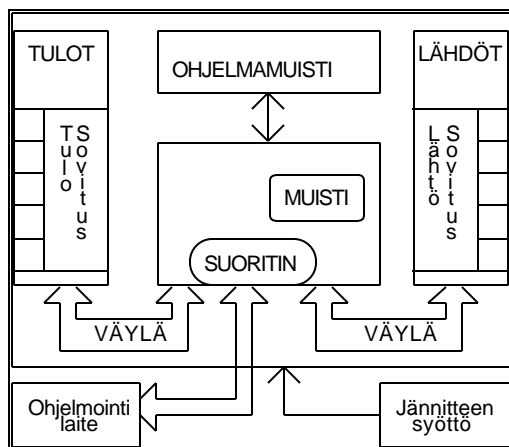 TULOT
OHJELMAMUISTI
LÄHDÖT
Tulo
Sovitus
MUISTI
Lähtö
Sovitus
SUORITIN
VÄYLÄ
VÄYLÄ
Ohjelmointi
laite
Jännitteen
syöttö